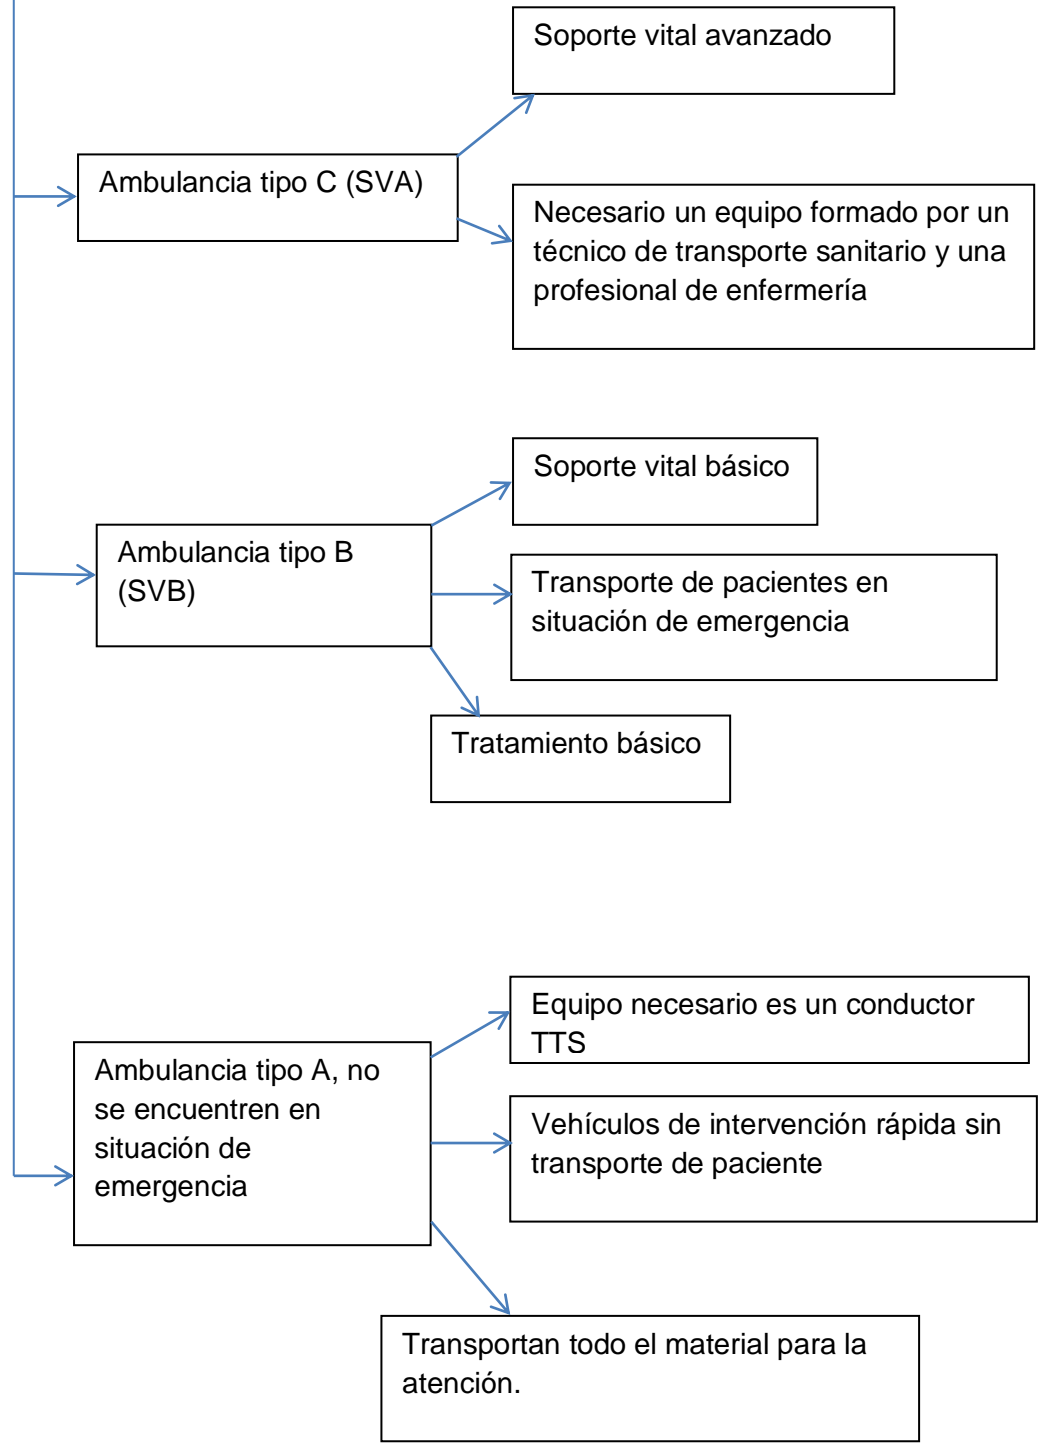 Soporte vital avanzado
Ambulancia tipo C (SVA)
Necesario un equipo formado por un
técnico de transporte sanitario y una
profesional de enfermería
Soporte vital básico
Ambulancia tipo B
(SVB)
Transporte de pacientes en
situación de emergencia
Tratamiento básico
Equipo necesario es un conductor
TTS
Ambulancia tipo A, no
se encuentren en
situación de
emergencia
Vehículos de intervención rápida sin
transporte de paciente
Transportan todo el material para la
atención.